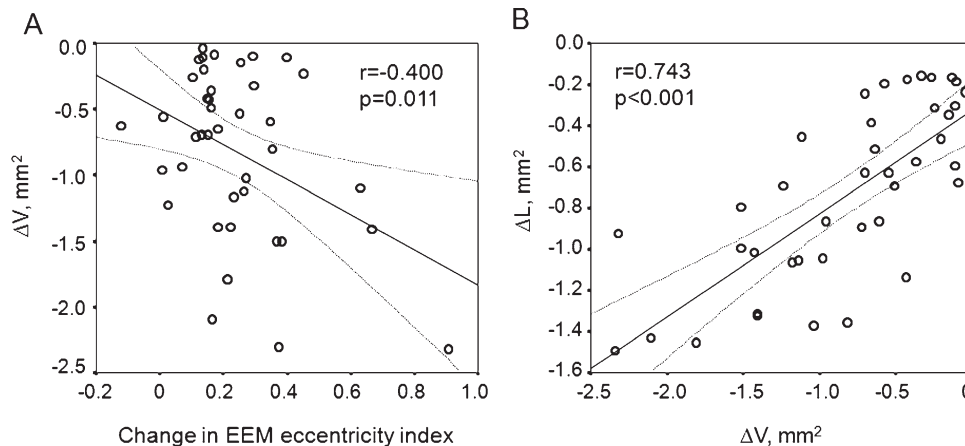 A
B
r=-0.400
p=0.011
r=0.743
p<0.001
0.0
-0.5
-1.0
-1.5
-2.0
-2.5
ΔV, mm²
-0.2 0 0.2 0.4 0.6 0.8 1.0
Change in EEM eccentricity index
0.0
-0.2
-0.4
-0.6
-0.8
-1.0
-1.2
-1.4
-1.6
ΔL, mm²
-2.5 -2.0 -1.5 -1.0 -0.5 0
ΔV, mm²